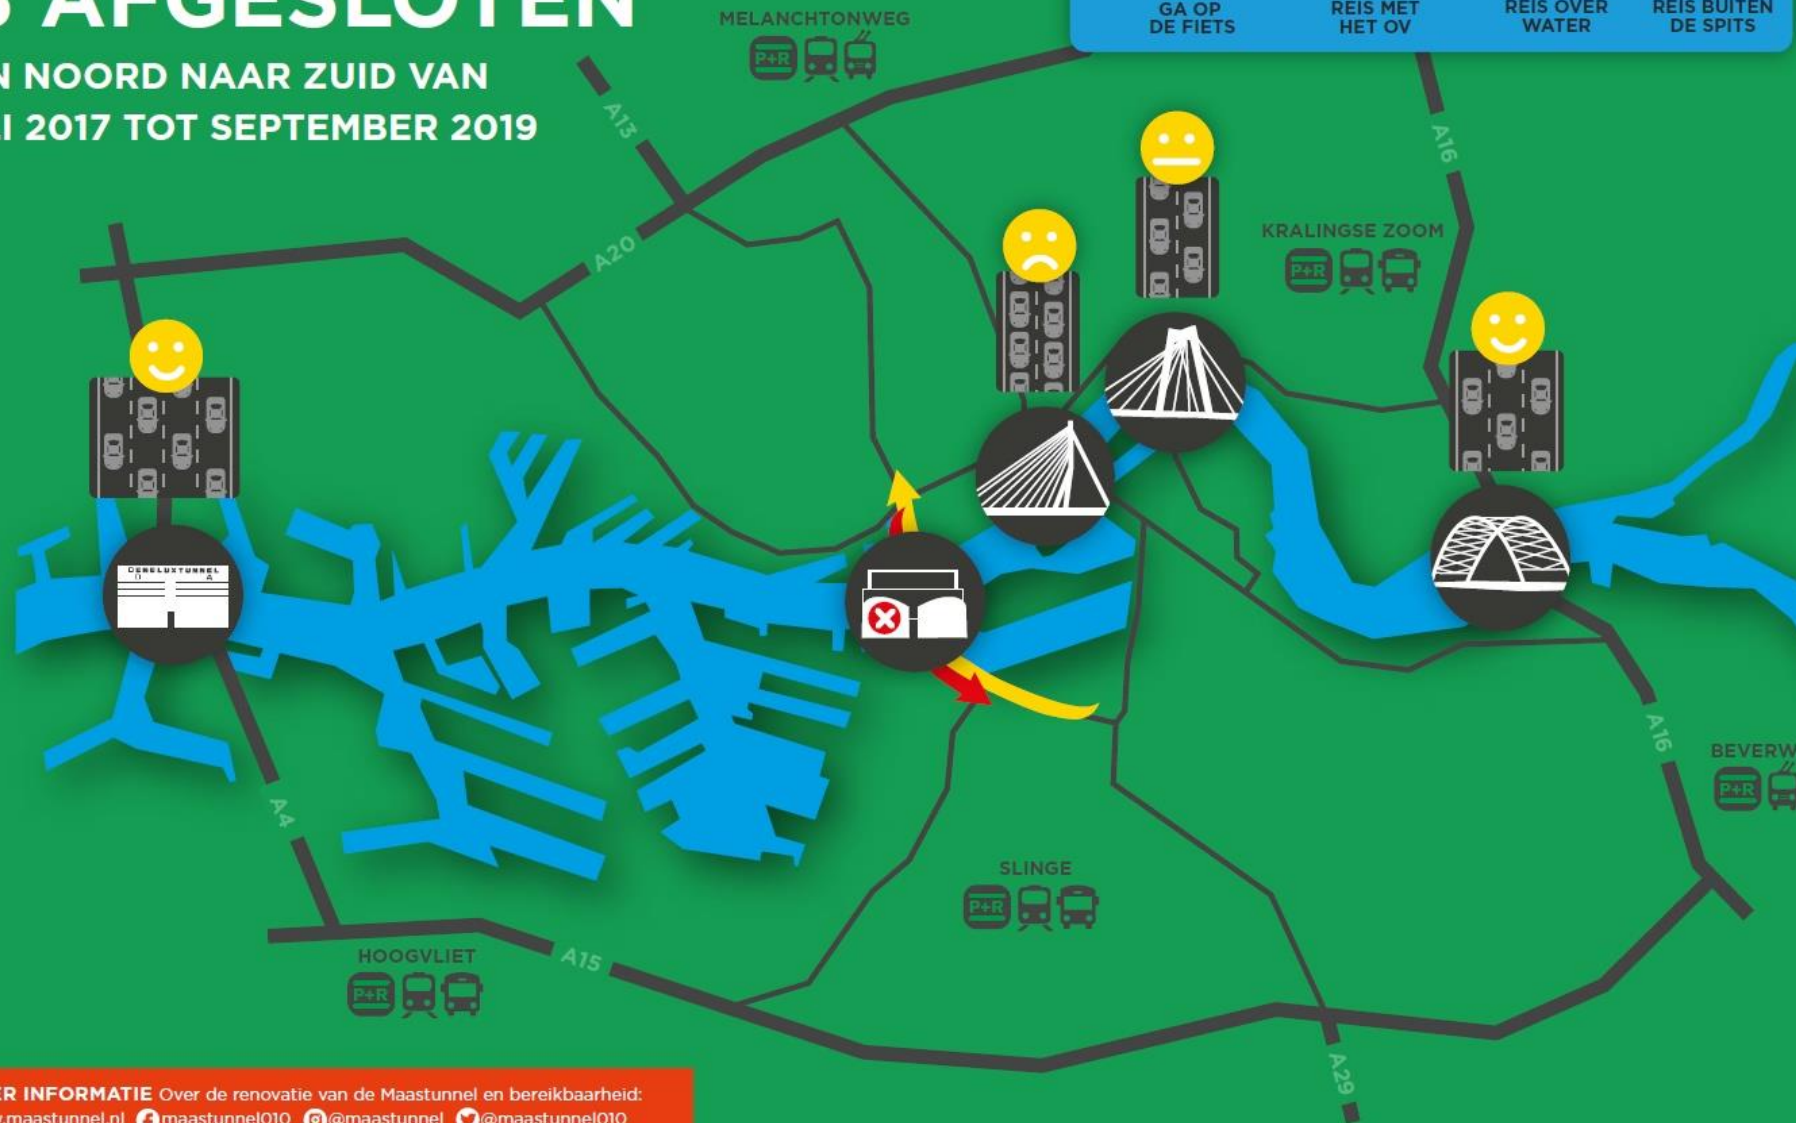 AFGESLOTEN
NOORD NAAR ZUID VAN
2017 TOT SEPTEMBER 2019
MELANCHTONWEG
P+R
GA OP
DE FIETS
REIS MET
HET OV
REIS OVER
WATER
REIS BUITEN
DE SPITS
A13
A16
A20
KRALINGSE ZOOM
P+R
BENELUXTUNNEL
A16
BEVERW
P+R
A4
SLINGE
P+R
HOOGVLIET
P+R
A15
A29
INFORMATIE Over de renovatie van de Maastunnel en bereikbaarheid:
maastunnel.nl maastunnel010 @maastunnel @maastunnel010